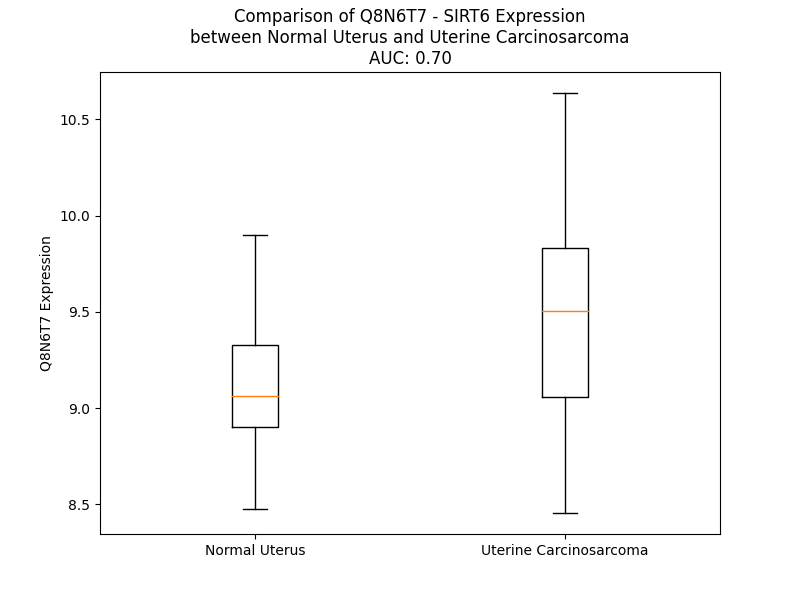 Comparison of Q8N6T7 - SIRT6 Expression
between Normal Uterus and Uterine Carcinosarcoma
AUC: 0.70
10.5
10.0
9.5
9.0
8.5
Q8N6T7 Expression
Normal Uterus
Uterine Carcinosarcoma